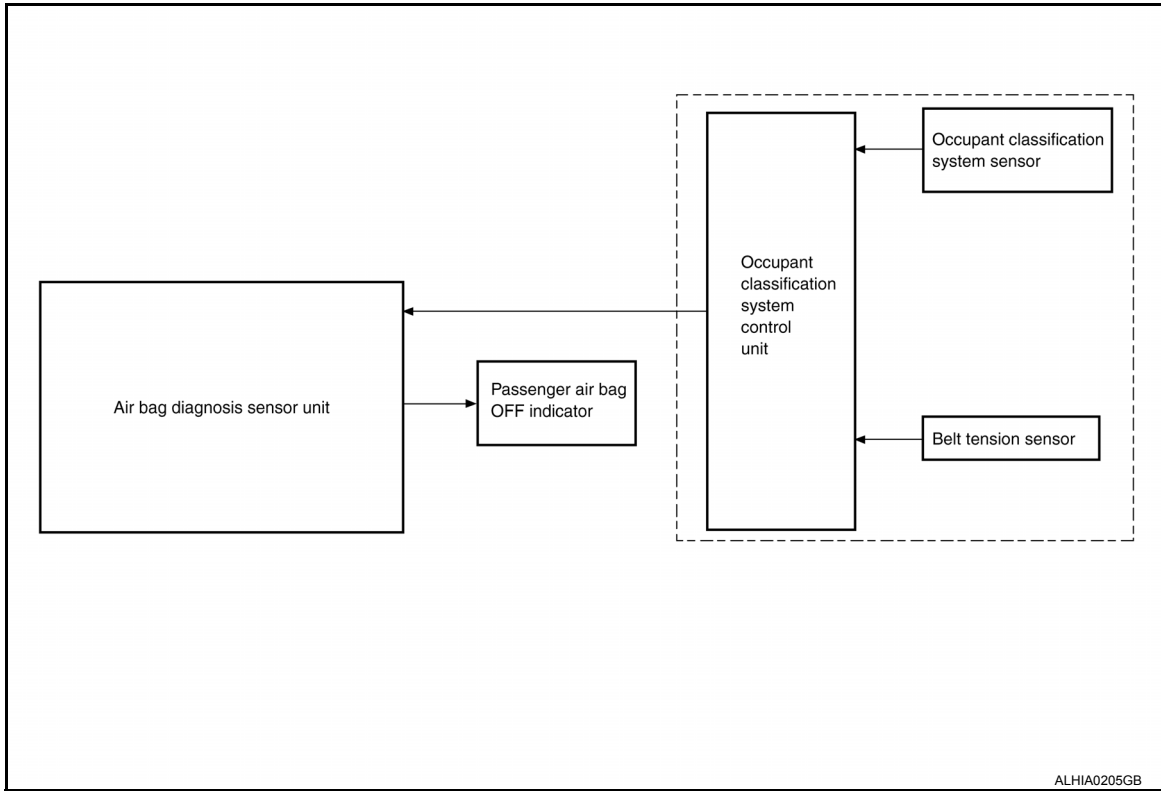 Occupant classification
system sensor
Occupant
classification
system
control
unit
Air bag diagnosis sensor unit
Passenger air bag
OFF indicator
Belt tension sensor
ALHIA0205GB